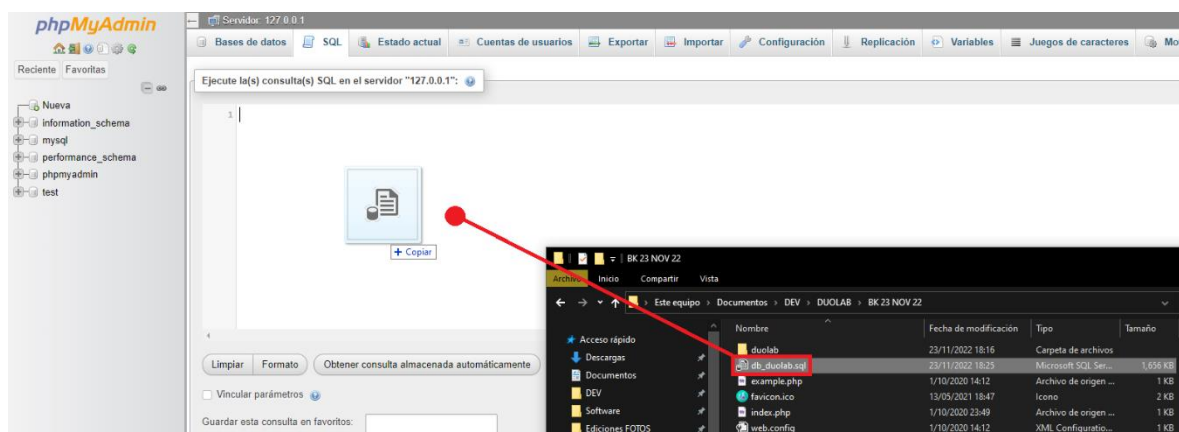 phpMyAdmin
Reciente Favoritas
Nueva
information_schema
mysql
performance_schema
phpmyadmin
test
Servidor: 127.0.0.1
Bases de datos SQL Estado actual Cuentas de usuarios Exportar Importar Configuración Replicación Variables Juegos de caracteres Mo
Ejecute la(s) consulta(s) SQL en el servidor "127.0.0.1":
1
+ Copiar
Limpiar Formato Obtener consulta almacenada automáticamente
Vincular parámetros
Guardar esta consulta en favoritos:
BK 23 NOV 22
Archivo Inicio Compartir Vista
Este equipo > Documentos > DEV > DUOLAB > BK 23 NOV 22
Acceso rápido
Descargas
Documentos
DEV
Software
Ediciones FOTOS
Nombre Fecha de modificación Tipo Tamaño
duolab 23/11/2022 18:16 Carpeta de archivos
db_duolab.sql 23/11/2022 18:25 Microsoft SQL Ser... 1,656 KB
example.php 1/10/2020 14:12 Archivo de origen ... 1 KB
favicon.ico 13/05/2021 18:47 Icono 2 KB
index.php 1/10/2020 23:49 Archivo de origen ... 1 KB
web.config 1/10/2020 14:12 XML Configuratio... 1 KB